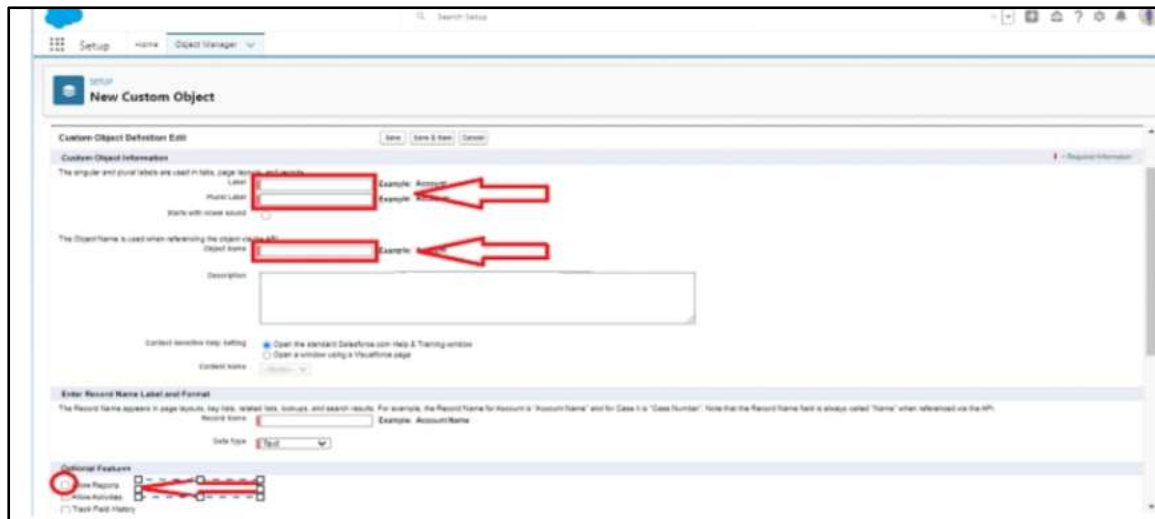 Search Setup
Setup Home Object Manager
SETUP
New Custom Object
Custom Object Definition Edit Save Save & New Cancel
Custom Object Information = Required Information
The singular and plural labels are used in tabs, page layouts, and reports.
Label Example: Account
Plural Label Example: Accounts
Starts with vowel sound
The Object Name is used when referencing the object via the API.
Object Name Example: Account
Description
Context-Sensitive Help Setting Open the standard Salesforce.com Help & Training window
Open a window using a Visualforce page
Content Name --None--
Enter Record Name Label and Format
The Record Name appears in page layouts, key lists, related lists, lookups, and search results. For example, the Record Name for Account is "Account Name" and for Case it is "Case Number". Note that the Record Name field is always called "Name" when referenced via the API.
Record Name Example: Account Name
Data Type Text
Optional Features
Allow Reports
Allow Activities
Track Field History